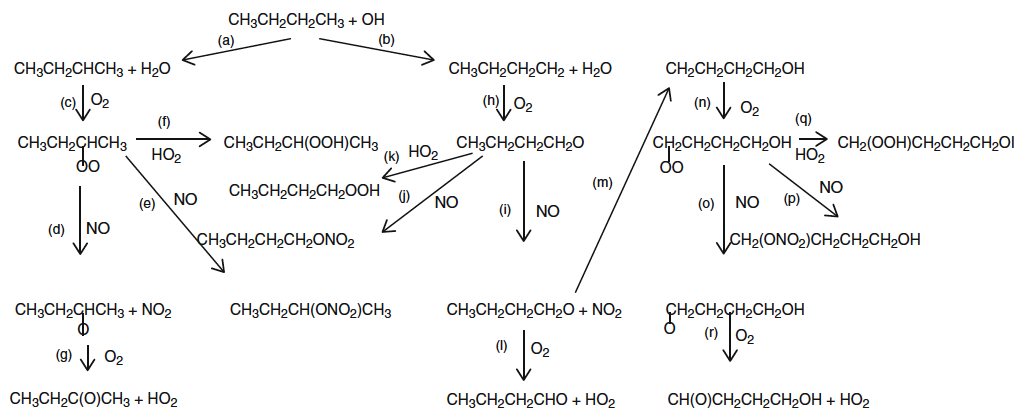 CH3CH2CH2CH3 + OH
(a)
(b)
CH3CH2CHCH3 + H2O
CH3CH2CH2CH2 + H2O
CH2CH2CH2CH2OH
(c)
O2
(h)
O2
(n)
O2
(f)
(q)
CH3CH2CHCH3
HO2
CH3CH2CH(OOH)CH3
(k)
HO2
CH3CH2CH2CH2O
CH2CH2CH2CH2OH
HO2
CH2(OOH)CH2CH2CH2OI
OO
OO
CH3CH2CH2CH2OOH
(m)
(e)
NO
(j)
NO
(i)
NO
(o)
NO
(p)
NO
(d)
NO
CH3CH2CH2CH2ONO2
CH2(ONO2)CH2CH2CH2OH
CH3CH2CHCH3 + NO2
CH3CH2CH(ONO2)CH3
CH3CH2CH2CH2O + NO2
CH2CH2CH2CH2OH
O
O
(g)
O2
(l)
O2
(r)
O2
CH3CH2C(O)CH3 + HO2
CH3CH2CH2CHO + HO2
CH(O)CH2CH2CH2OH + HO2